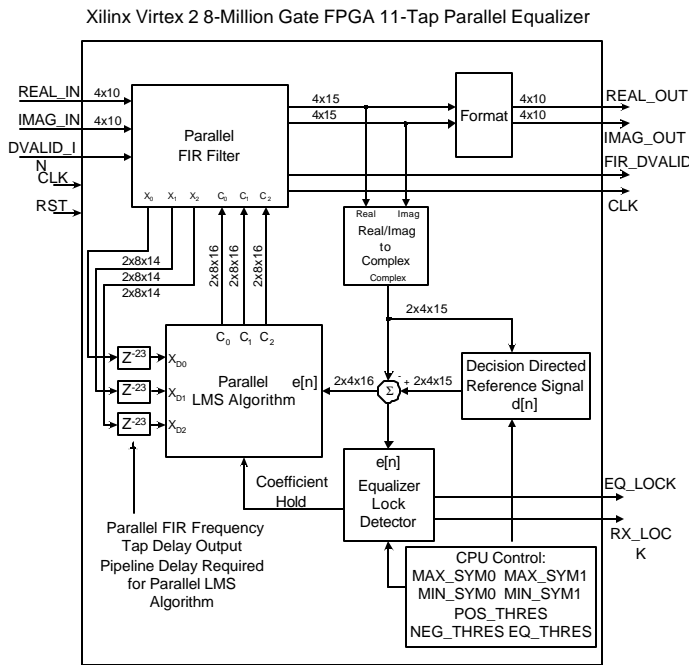 Xilinx Virtex 2 8-Million Gate FPGA 11-Tap Parallel Equalizer
REAL_IN
4x10
IMAG_IN
4x10
DVALID_I
N
CLK
RST
Parallel
FIR Filter
X0 X1 X2 C0 C1 C2
4x15
4x15
Format
4x10
4x10
REAL_OUT
IMAG_OUT
FIR_DVALID
CLK
Real Imag
Real/Imag
to
Complex
Complex
2x8x14
2x8x14
2x8x14
2x8x16
2x8x16
2x8x16
2x4x15
C0 C1 C2
Parallel
LMS Algorithm
e[n]
XD0
XD1
XD2
Z-23
Z-23
Z-23
2x4x16
Σ
- +
2x4x15
Decision Directed
Reference Signal
d[n]
e[n]
Equalizer
Lock
Detector
Coefficient
Hold
EQ_LOCK
RX_LOC
K
Parallel FIR Frequency
Tap Delay Output
Pipeline Delay Required
for Parallel LMS
Algorithm
CPU Control:
MAX_SYM0 MAX_SYM1
MIN_SYM0 MIN_SYM1
POS_THRES
NEG_THRES EQ_THRES